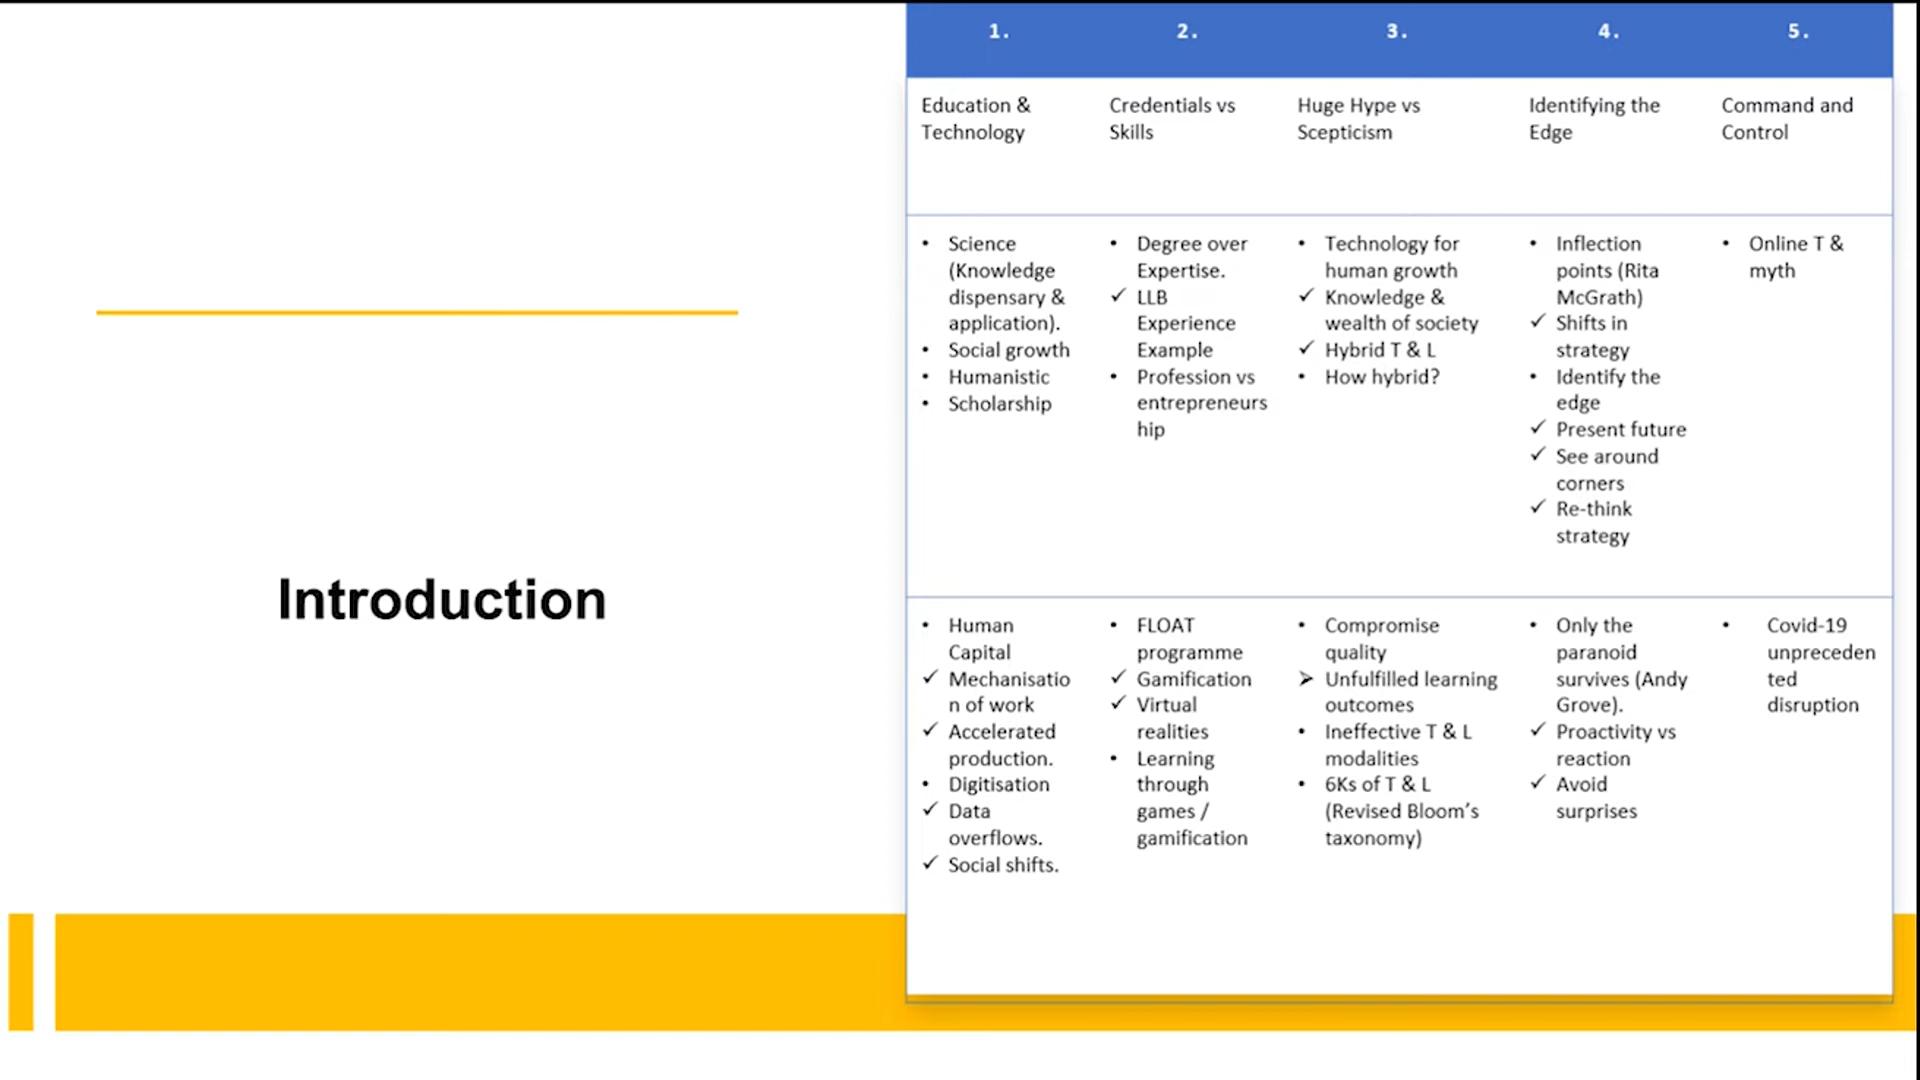 Introduction
1.
2.
3.
4.
5.
Education &
Technology
Credentials vs
Skills
Huge Hype vs
Scepticism
Identifying the
Edge
Command and
Control
• Science
(Knowledge
dispensary &
application).
• Social growth
• Humanistic
• Scholarship
• Degree over
Expertise.
✓ LLB
Experience
Example
• Profession vs
entrepreneurs
hip
• Technology for
human growth
✓ Knowledge &
wealth of society
✓ Hybrid T & L
• How hybrid?
• Inflection
points (Rita
McGrath)
✓ Shifts in
strategy
• Identify the
edge
✓ Present future
✓ See around
corners
✓ Re-think
strategy
• Online T &
myth
• Human
Capital
✓ Mechanisatio
n of work
✓ Accelerated
production.
• Digitisation
✓ Data
overflows.
✓ Social shifts.
• FLOAT
programme
✓ Gamification
✓ Virtual
realities
• Learning
through
games /
gamification
• Compromise
quality
➢ Unfulfilled learning
outcomes
• Ineffective T & L
modalities
• 6Ks of T & L
(Revised Bloom's
taxonomy)
• Only the
paranoid
survives (Andy
Grove).
✓ Proactivity vs
reaction
✓ Avoid
surprises
• Covid-19
unpreceden
ted
disruption